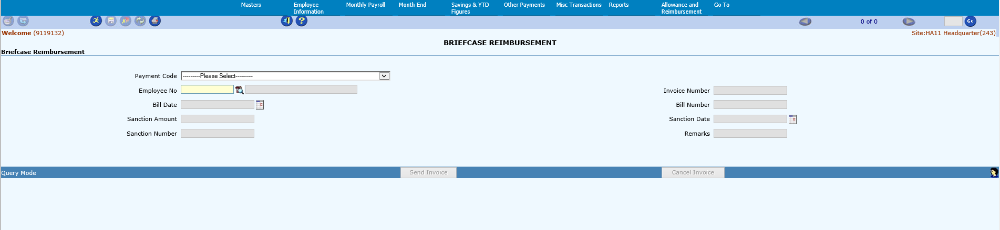 Masters
Employee
Information
Monthly Payroll
Month End
Savings & YTD
Figures
Other Payments
Misc Transactions
Reports
Allowance and
Reimbursement
Go To
?
0 of 0
Go
Welcome (9119132)
Site:HA11 Headquarter(243)
BRIEFCASE REIMBURSEMENT
Briefcase Reimbursement
Payment Code
---------Please Select---------
Employee No
Invoice Number
Bill Date
Bill Number
Sanction Amount
Sanction Date
Sanction Number
Remarks
Query Mode
Send Invoice
Cancel Invoice